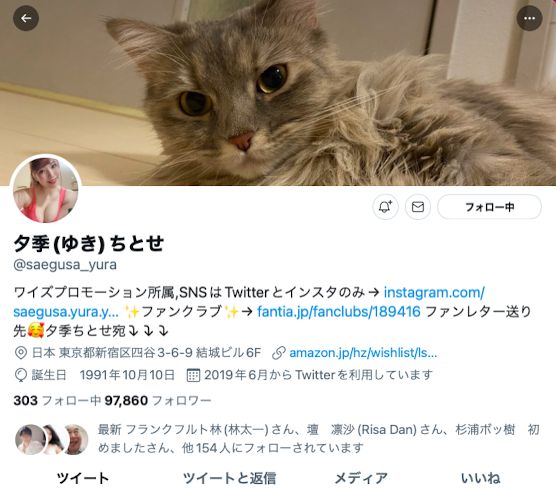 夕季(ゆき)ちとせ
@saegusa_yura
フォロー中
ワイズプロモーション所属,SNSはTwitterとインスタのみ→ instagram.com/
saegusa.yura.y... ✨ファンクラブ✨→ fantia.jp/fanclubs/189416 ファンレター送り
先🥰夕季ちとせ宛⤵⤵⤵
日本 東京都新宿区四谷3-6-9 結城ビル6F amazon.jp/hz/wishlist/ls...
誕生日 1991年10月10日 2019年6月からTwitterを利用しています
303 フォロー中 97,860 フォロワー
最新 フランクフルト林(林太一)さん、壇 凛沙(Risa Dan)さん、杉浦ボッ樹 初
めましたさん、他154人にフォローされています
ツイート ツイートと返信 メディア いいね